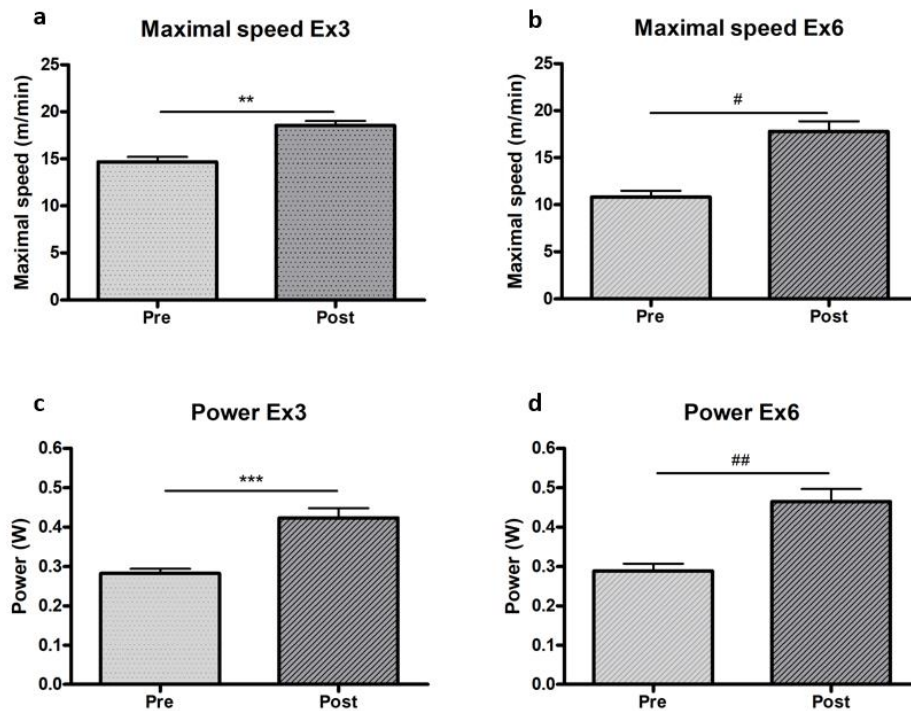 a
Maximal speed Ex3
Maximal speed (m/min)
25
20
15
10
5
0
**
Pre
Post
b
Maximal speed Ex6
Maximal speed (m/min)
25
20
15
10
5
0
#
Pre
Post
c
Power Ex3
Power (W)
0.6
0.5
0.4
0.3
0.2
0.1
0.0
***
Pre
Post
d
Power Ex6
Power (W)
0.6
0.5
0.4
0.3
0.2
0.1
0.0
##
Pre
Post